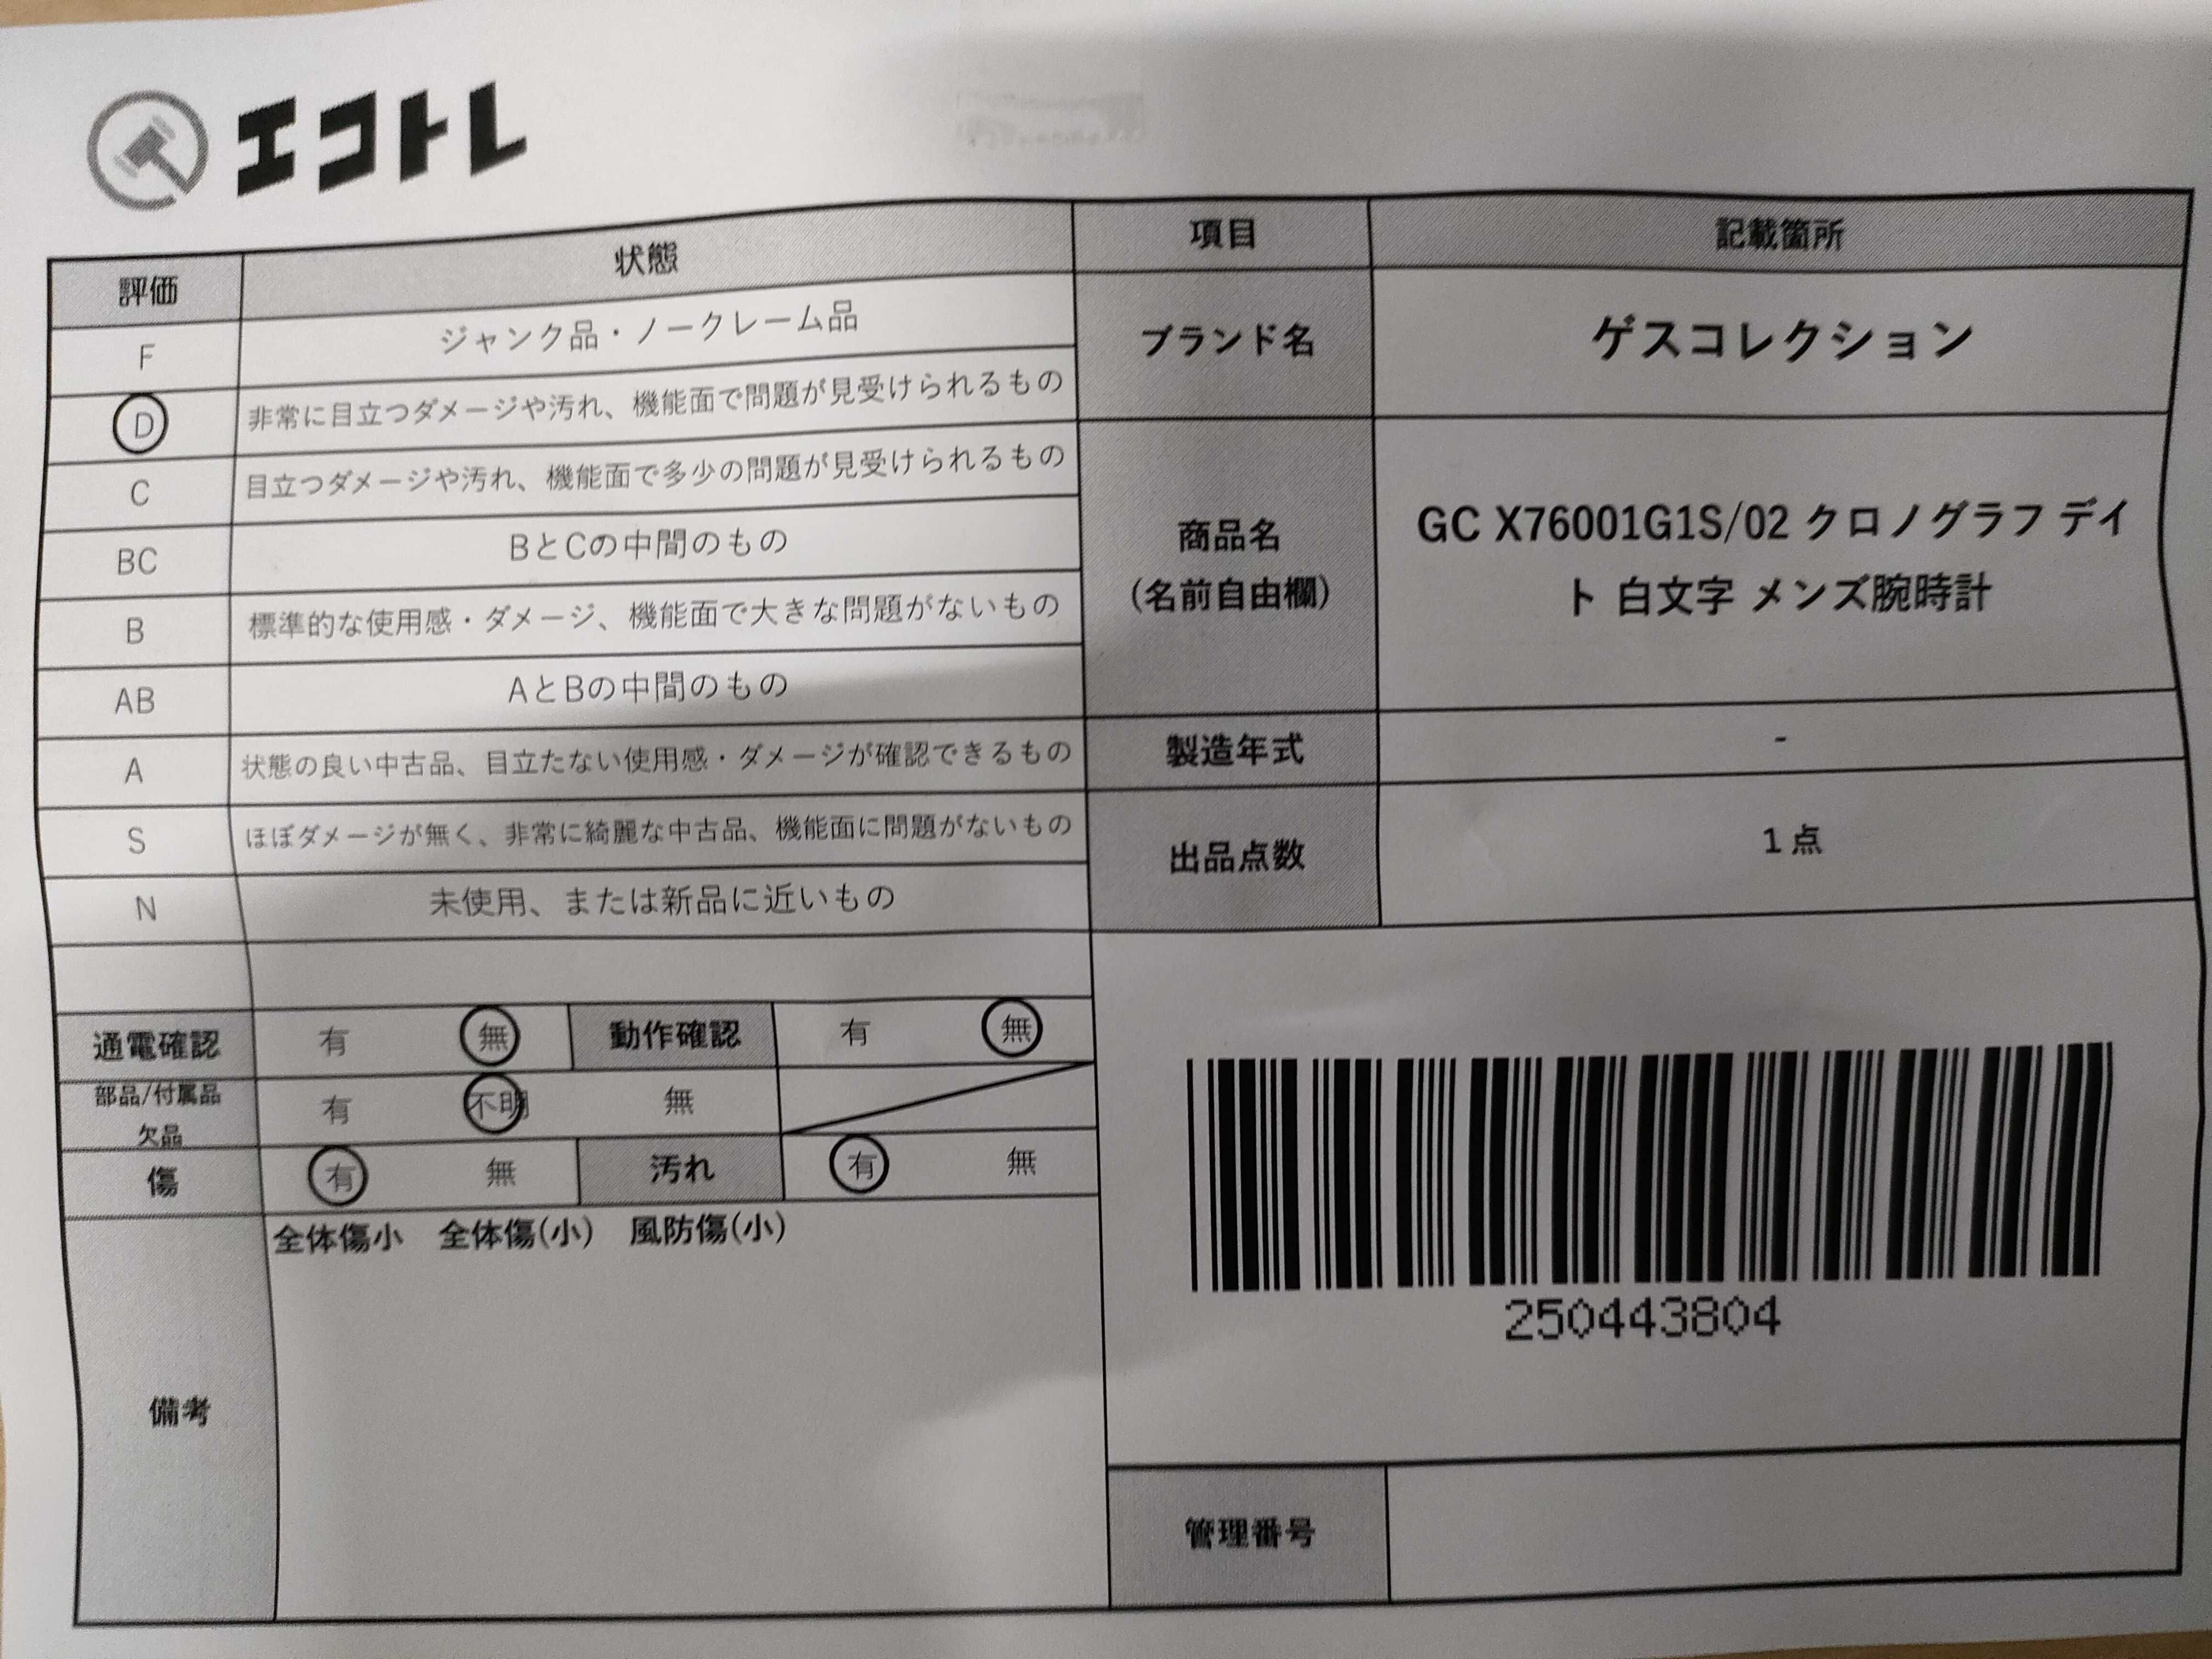 エコトレ
評価 状態
F ジャンク品・ノークレーム品
D 非常に目立つダメージや汚れ、機能面で問題が見受けられるもの
C 目立つダメージや汚れ、機能面で多少の問題が見受けられるもの
BC BとCの中間のもの
B 標準的な使用感・ダメージ、機能面で大きな問題がないもの
AB AとBの中間のもの
A 状態の良い中古品、目立たない使用感・ダメージが確認できるもの
S ほぼダメージが無く、非常に綺麗な中古品、機能面に問題がないもの
N 未使用、または新品に近いもの
通電確認 有 無 動作確認 有 無
部品/付属品
欠品
有 不明 無
傷 有 無 汚れ 有 無
備考
全体傷小 全体傷(小) 風防傷(小)
項目 記載箇所
ブランド名 ゲスコレクション
商品名
(名前自由欄)
GC X76001G1S/02 クロノグラフ デイ
ト 白文字 メンズ腕時計
製造年式 -
出品点数 1点
250443804
管理番号